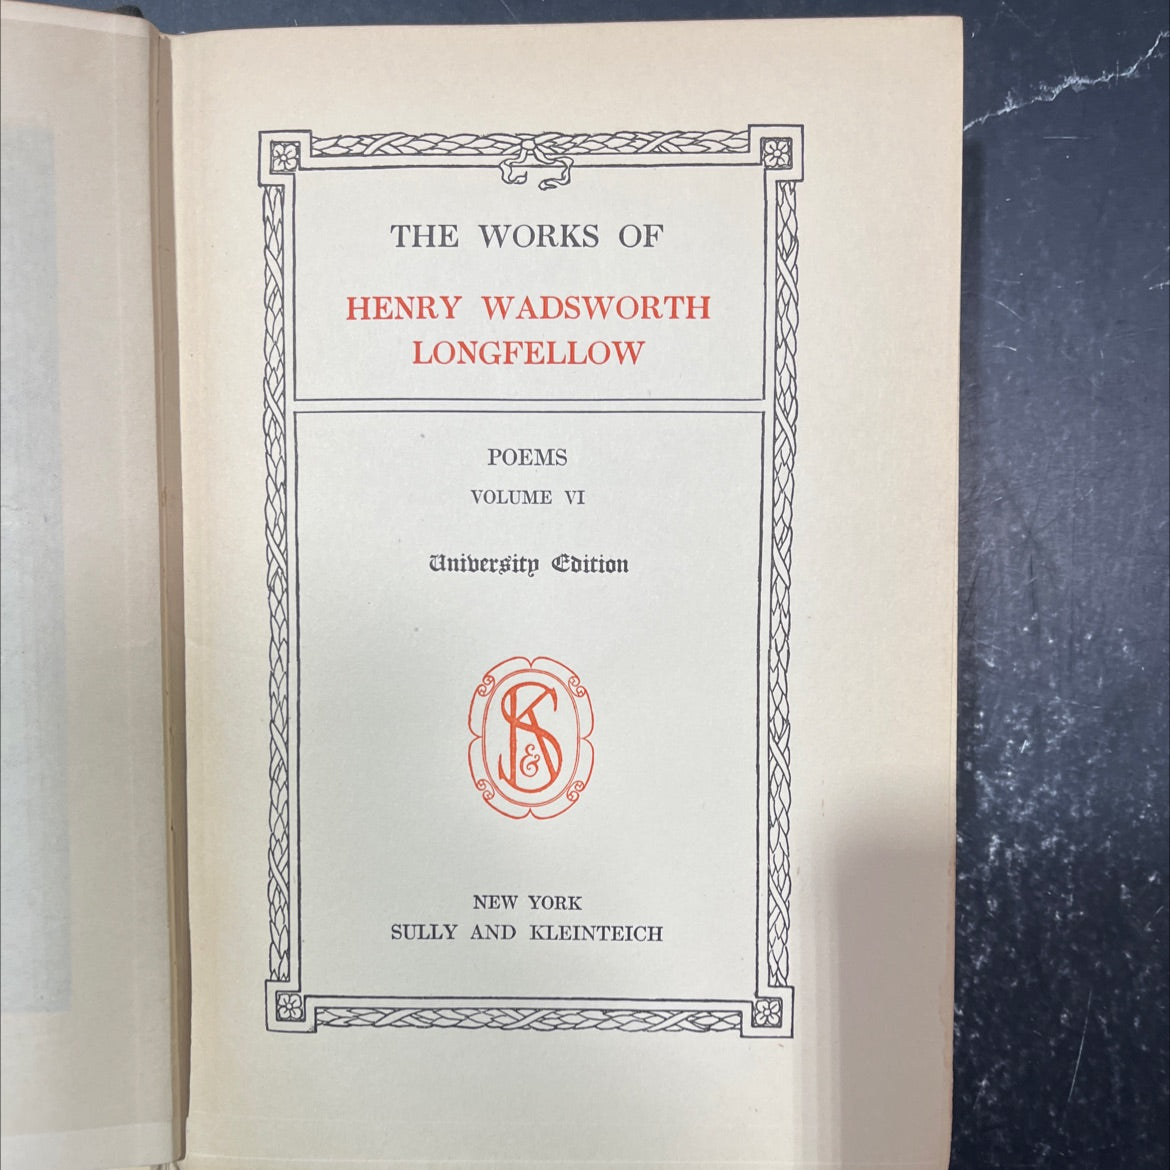 THE WORKS OF
HENRY WADSWORTH
LONGFELLOW
POEMS
VOLUME VI
University Edition
S&K
NEW YORK
SULLY AND KLEINTEICH